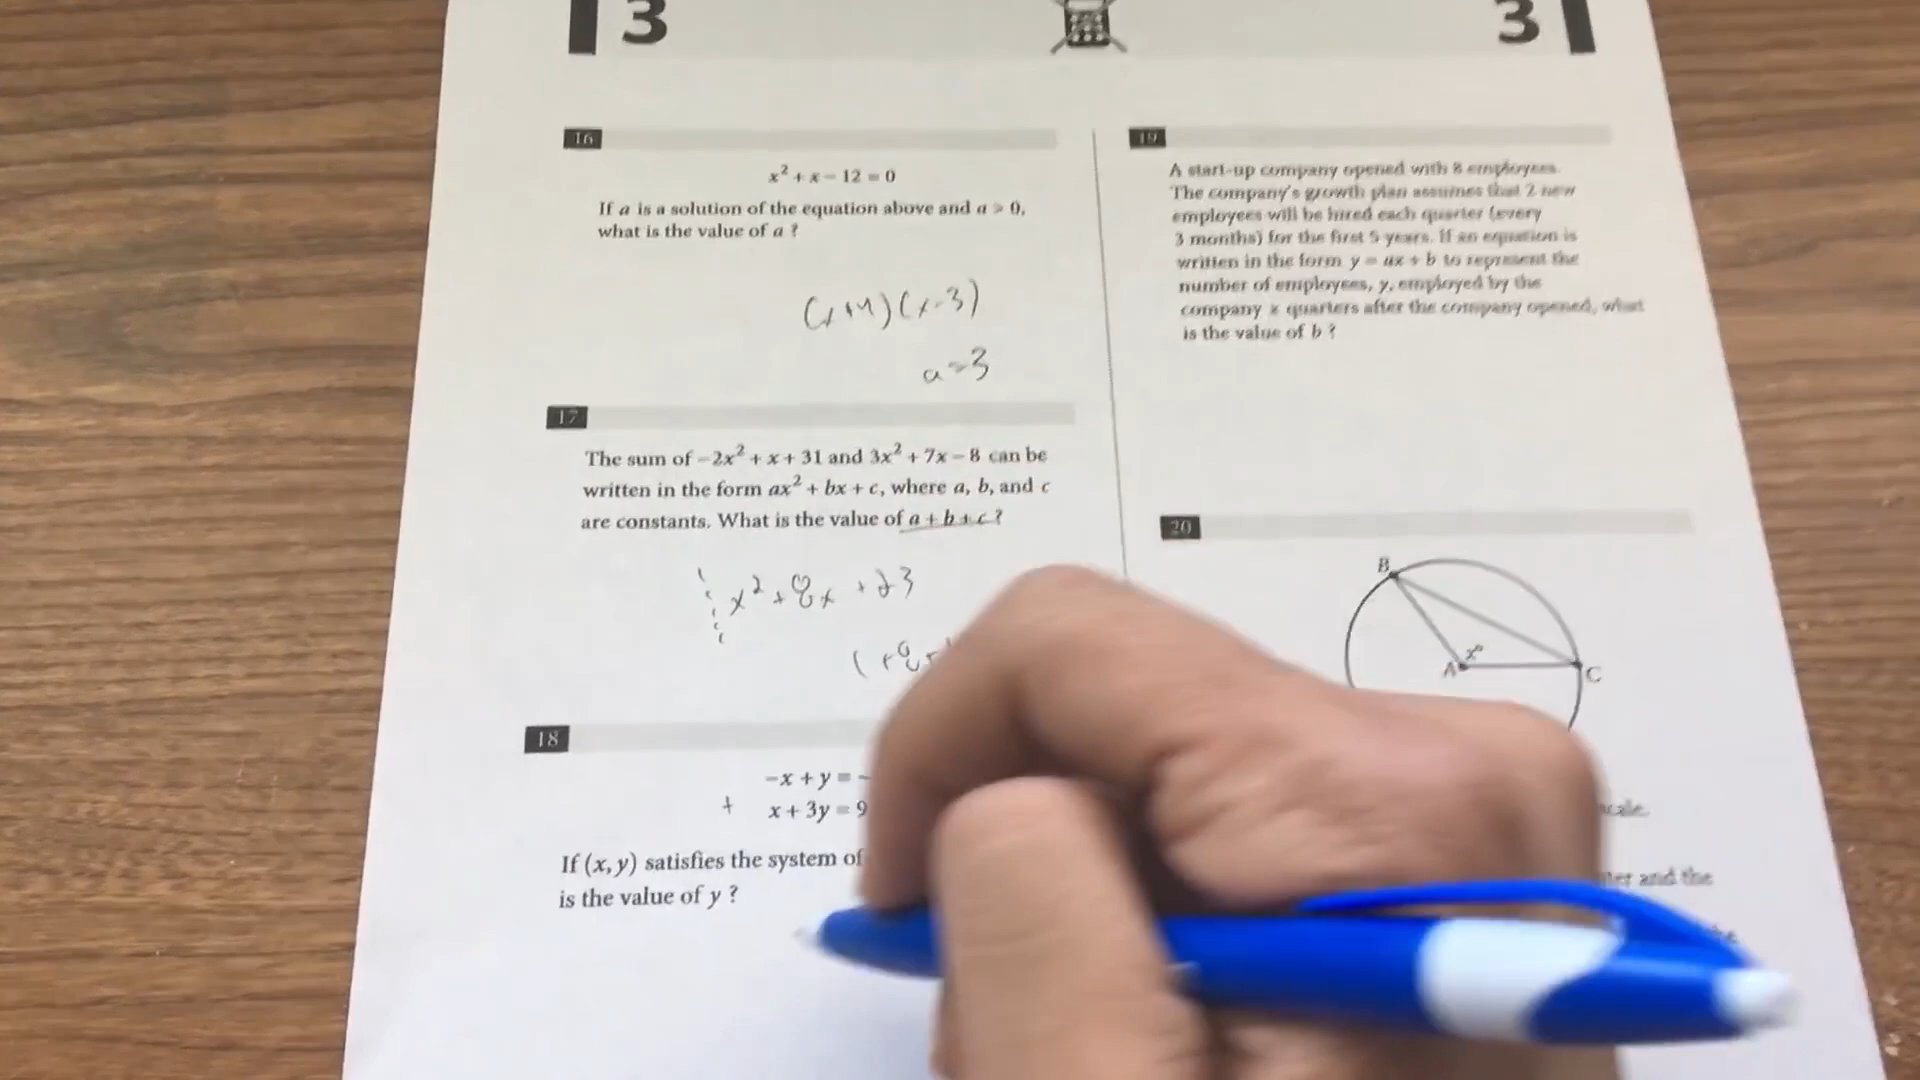 3
3
16
x² + x − 12 = 0
If a is a solution of the equation above and a > 0,
what is the value of a ?
(x+4)(x-3)
a=3
17
The sum of −2x² + x + 31 and 3x² + 7x − 8 can be
written in the form ax² + bx + c, where a, b, and c
are constants. What is the value of a + b + c ?
x² + 8x + 23
18
−x + y = −
+
x + 3y = 9
If (x, y) satisfies the system of
is the value of y ?
19
A start-up company opened with 8 employees.
The company's growth plan assumes that 2 new
employees will be hired each quarter (every
3 months) for the first 5 years. If an equation is
written in the form y = ax + b to represent the
number of employees, y, employed by the
company x quarters after the company opened, what
is the value of b ?
20
B
A
x°
C
scale.
and the